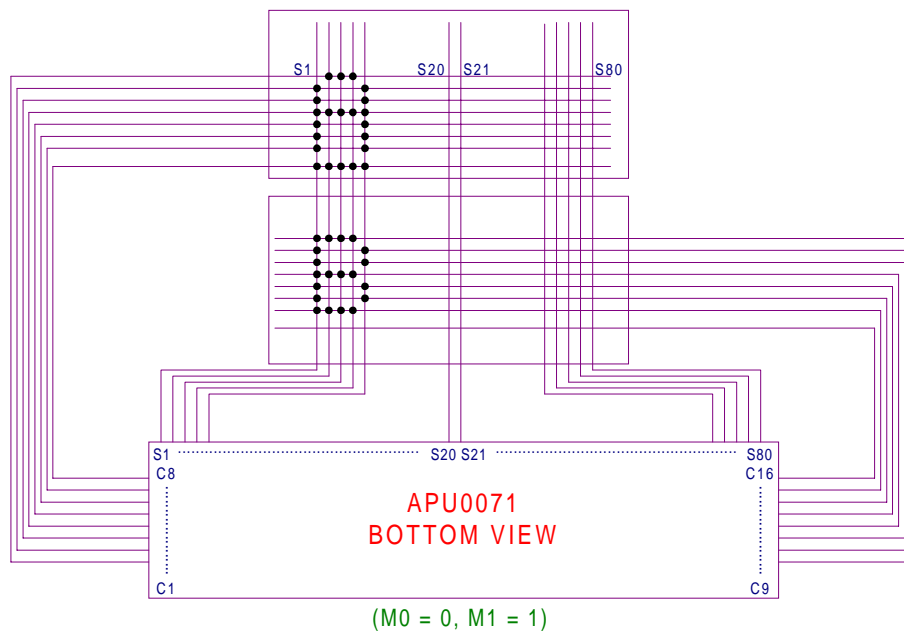 S1 S20 S21 S80
S1 S20 S21 S80
C8 C16
APU0071
BOTTOM VIEW
C1 C9
(M0 = 0, M1 = 1)